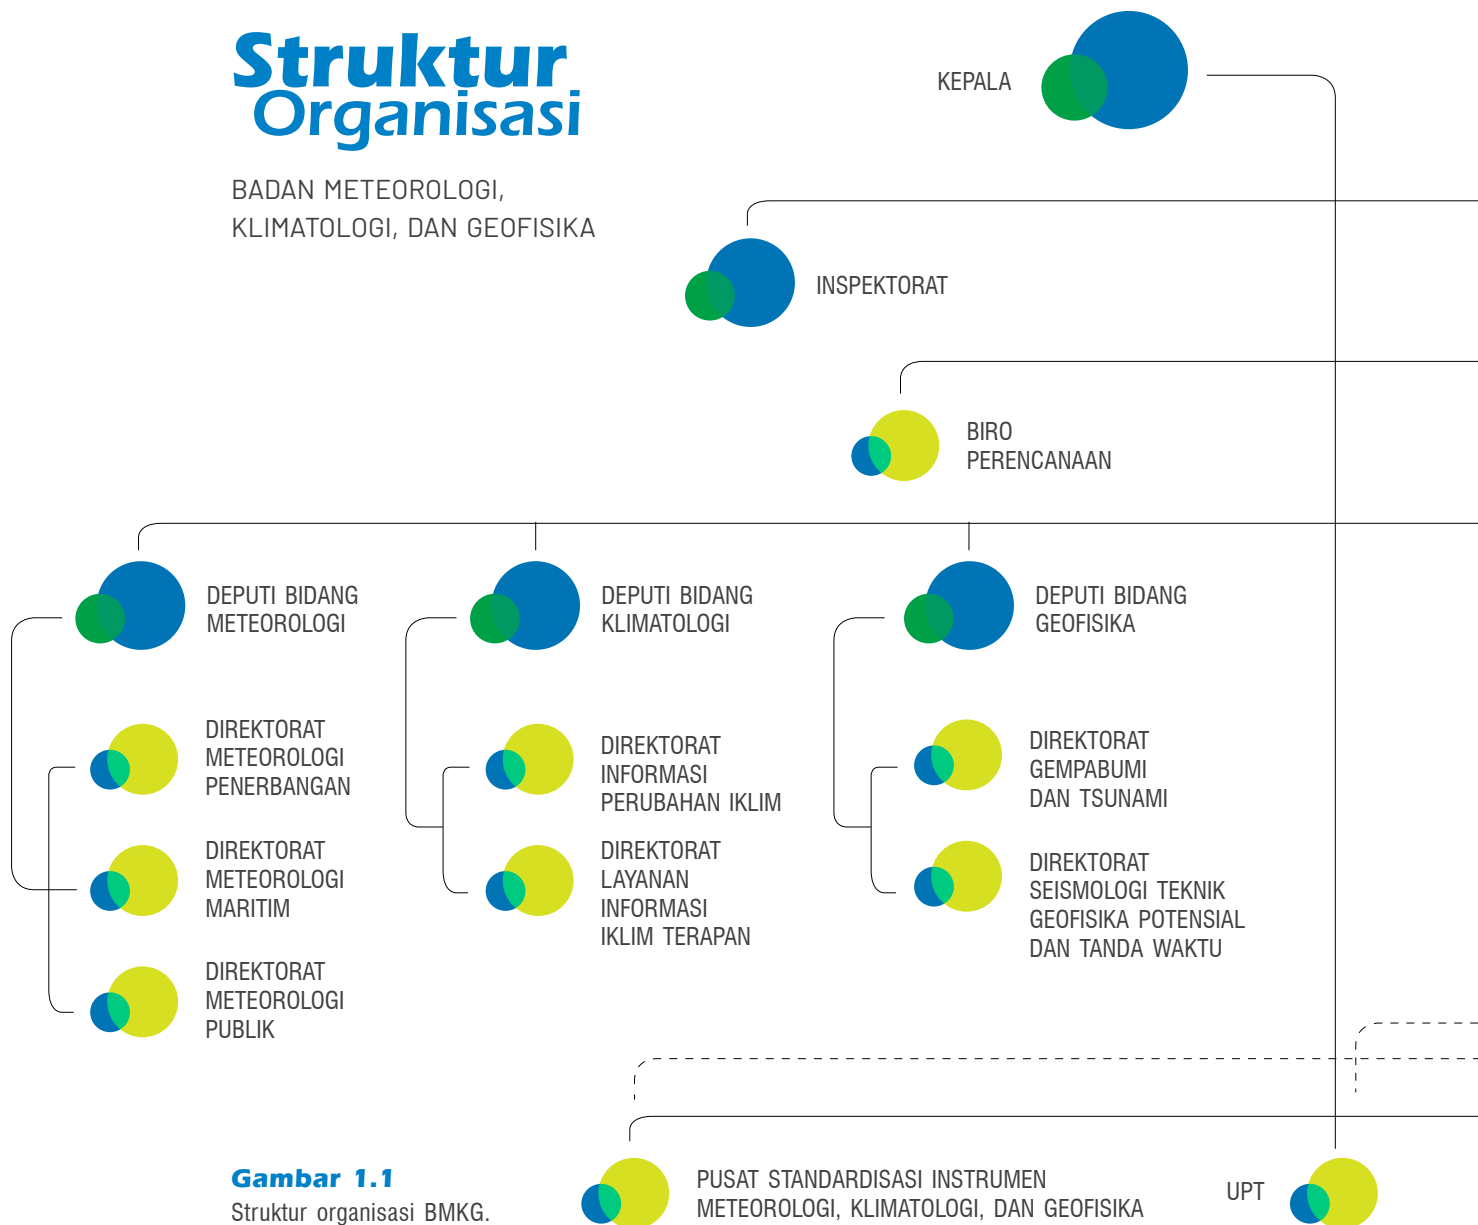 Struktur
Organisasi
BADAN METEOROLOGI,
KLIMATOLOGI, DAN GEOFISIKA
KEPALA
INSPEKTORAT
BIRO
PERENCANAAN
DEPUTI BIDANG
METEOROLOGI
DEPUTI BIDANG
KLIMATOLOGI
DEPUTI BIDANG
GEOFISIKA
DIREKTORAT
METEOROLOGI
PENERBANGAN
DIREKTORAT
METEOROLOGI
MARITIM
DIREKTORAT
METEOROLOGI
PUBLIK
DIREKTORAT
INFORMASI
PERUBAHAN IKLIM
DIREKTORAT
LAYANAN
INFORMASI
IKLIM TERAPAN
DIREKTORAT
GEMPABUMI
DAN TSUNAMI
DIREKTORAT
SEISMOLOGI TEKNIK
GEOFISIKA POTENSIAL
DAN TANDA WAKTU
PUSAT STANDARDISASI INSTRUMEN
METEOROLOGI, KLIMATOLOGI, DAN GEOFISIKA
UPT
Gambar 1.1
Struktur organisasi BMKG.